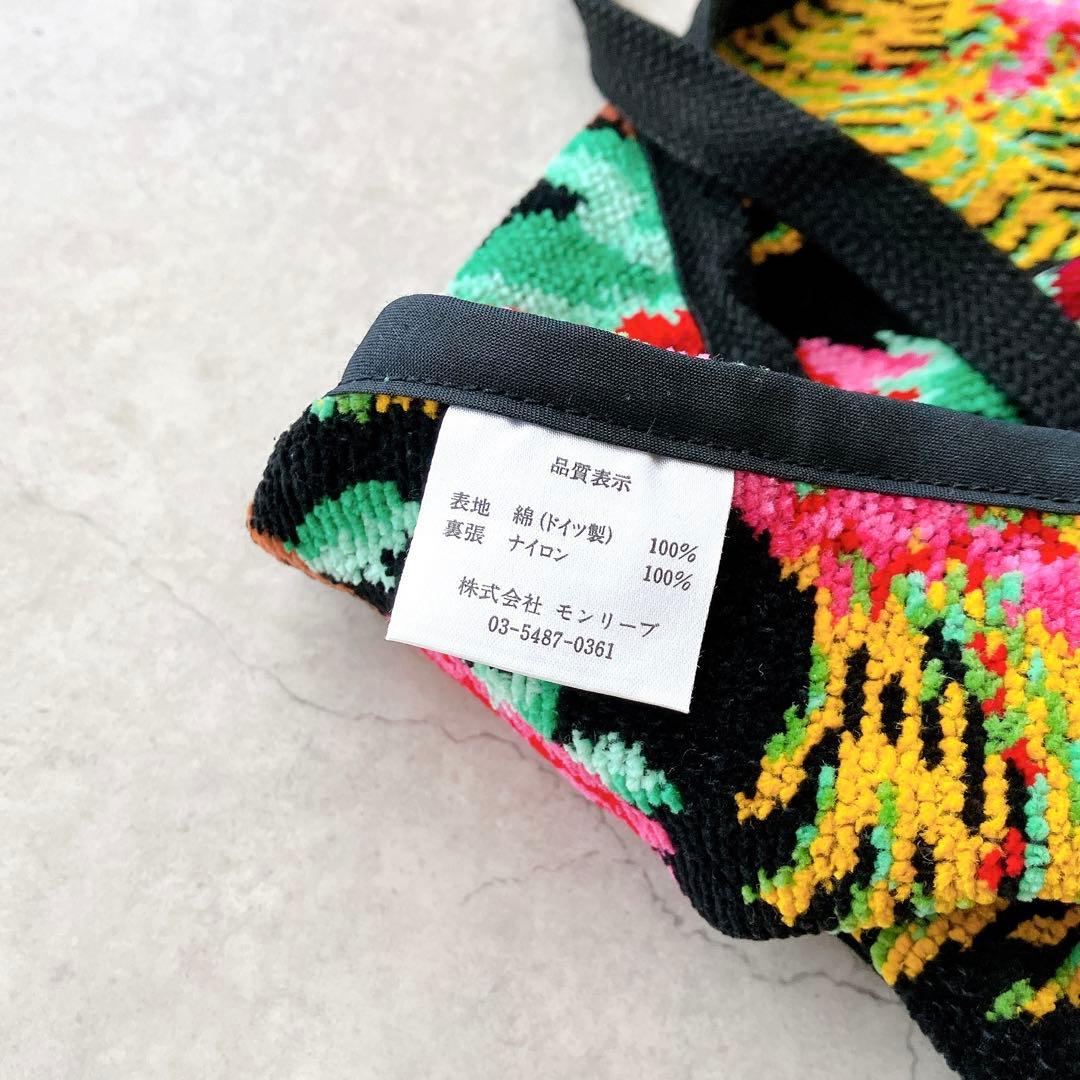 品質表示
表地 綿(ドイツ製) 100%
裏張 ナイロン 100%
株式会社 モンリーブ
03-5487-0361